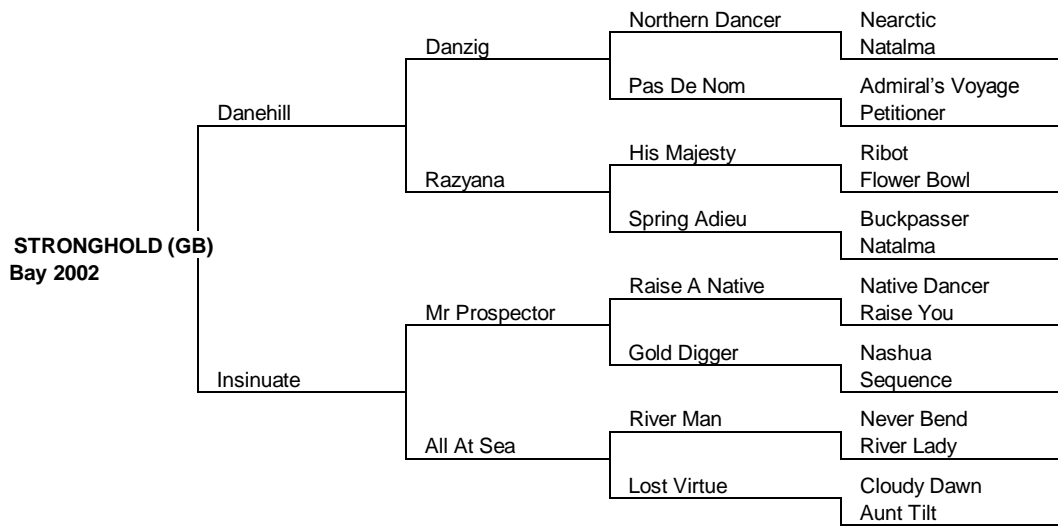 Northern Dancer Nearctic
Danzig Natalma
Pas De Nom Admiral's Voyage
Danehill Petitioner
His Majesty Ribot
Razyana Flower Bowl
Spring Adieu Buckpasser
STRONGHOLD (GB) Natalma
Bay 2002
Raise A Native Native Dancer
Mr Prospector Raise You
Gold Digger Nashua
Insinuate Sequence
River Man Never Bend
All At Sea River Lady
Lost Virtue Cloudy Dawn
Aunt Tilt